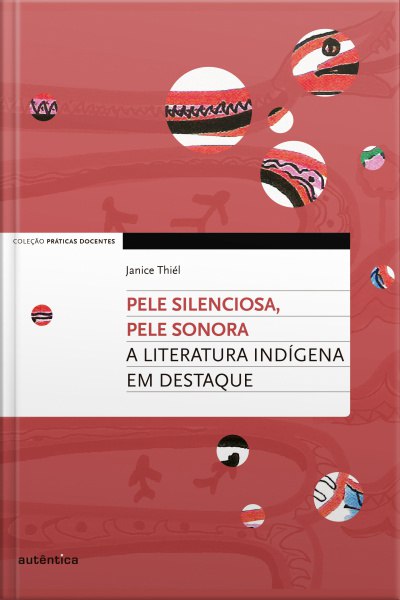 COLEÇÃO PRÁTICAS DOCENTES
Janice Thiél
PELE SILENCIOSA,
PELE SONORA
A LITERATURA INDÍGENA
EM DESTAQUE
autêntica